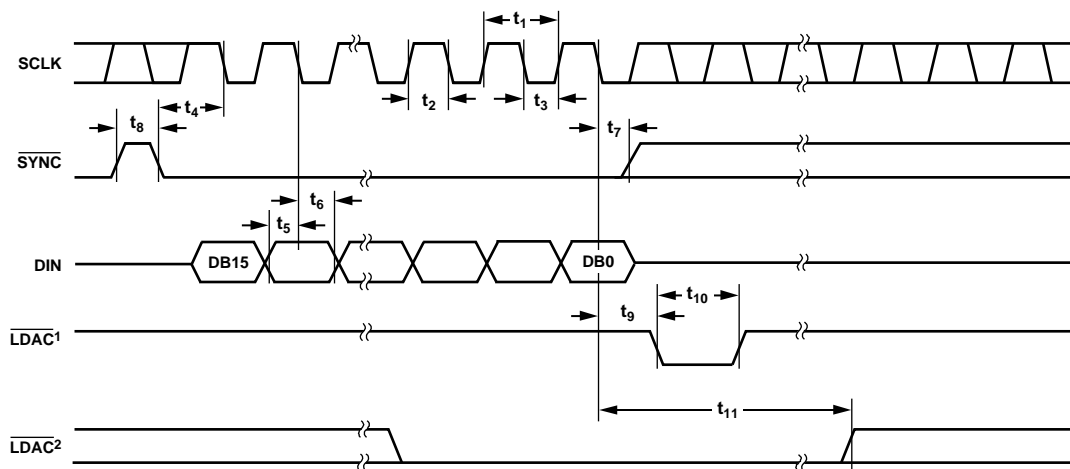 t1
SCLK
t4
t2
t3
t8
t7
SYNC
t6
t5
DIN
DB15
DB0
t10
t9
LDAC1
t11
LDAC2